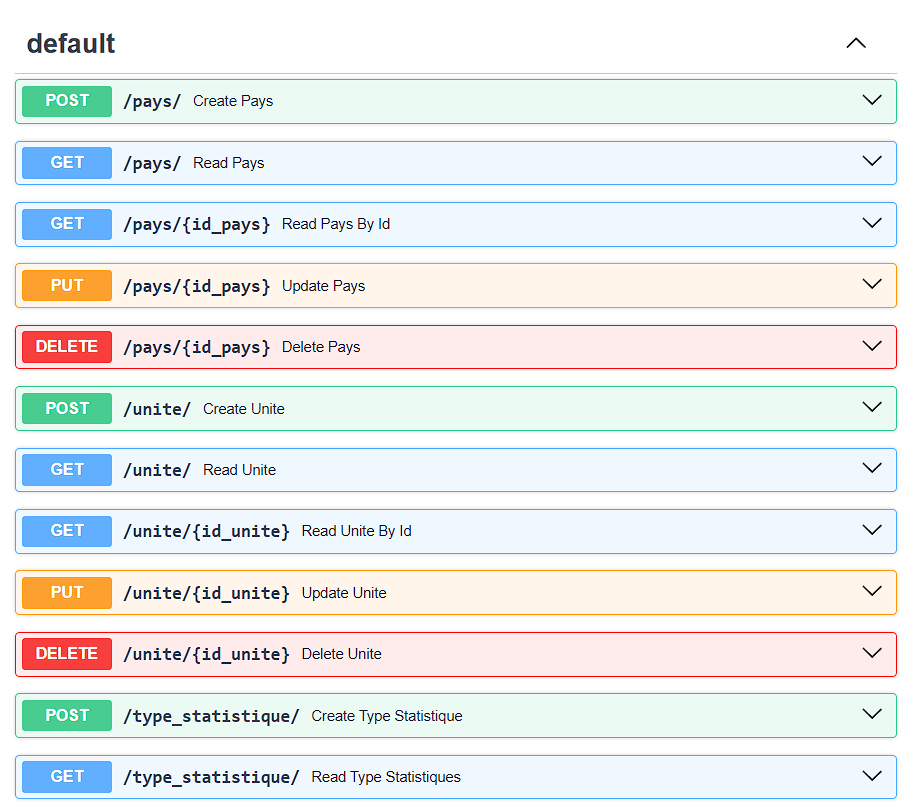 default
POST /pays/ Create Pays
GET /pays/ Read Pays
GET /pays/{id_pays} Read Pays By Id
PUT /pays/{id_pays} Update Pays
DELETE /pays/{id_pays} Delete Pays
POST /unite/ Create Unite
GET /unite/ Read Unite
GET /unite/{id_unite} Read Unite By Id
PUT /unite/{id_unite} Update Unite
DELETE /unite/{id_unite} Delete Unite
POST /type_statistique/ Create Type Statistique
GET /type_statistique/ Read Type Statistiques